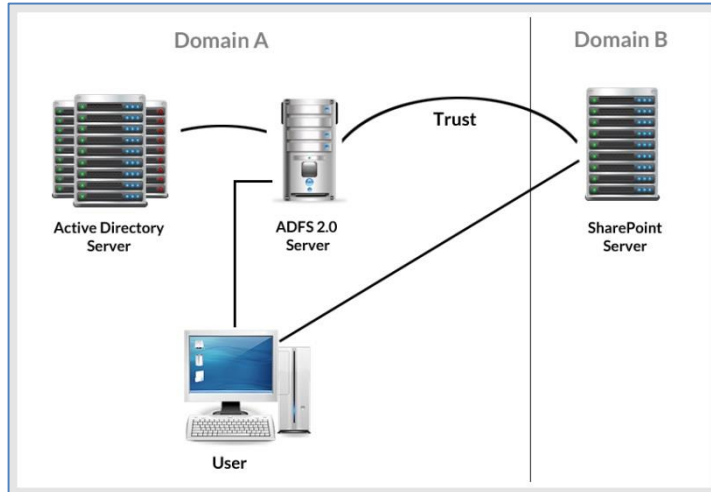 Domain A
Domain B
Trust
Active Directory
Server
ADFS 2.0
Server
SharePoint
Server
User